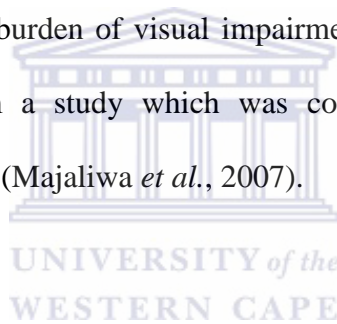 burden of visual impairme
a study which was co
(Majaliwa et al., 2007).
UNIVERSITY of the
WESTERN CAPE